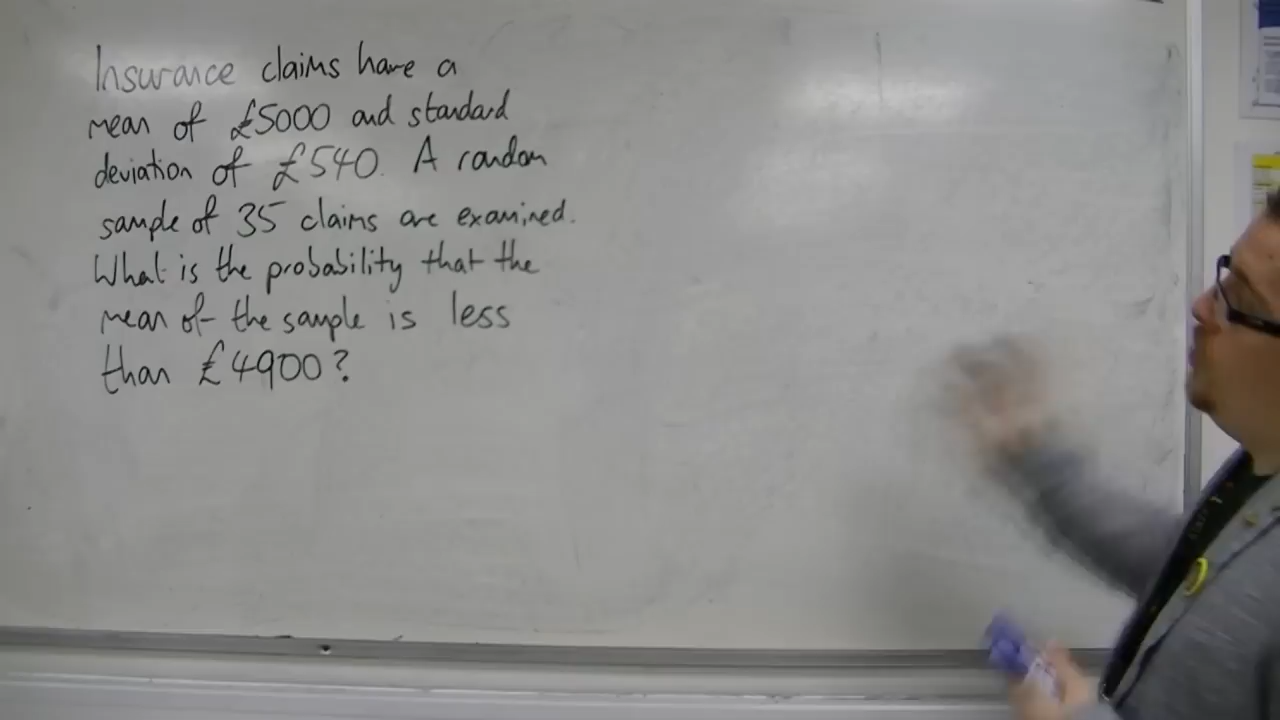 Insurance claims have a
mean of £5000 and standard
deviation of £540. A random
sample of 35 claims are examined.
What is the probability that the
mean of the sample is less
than £4900?